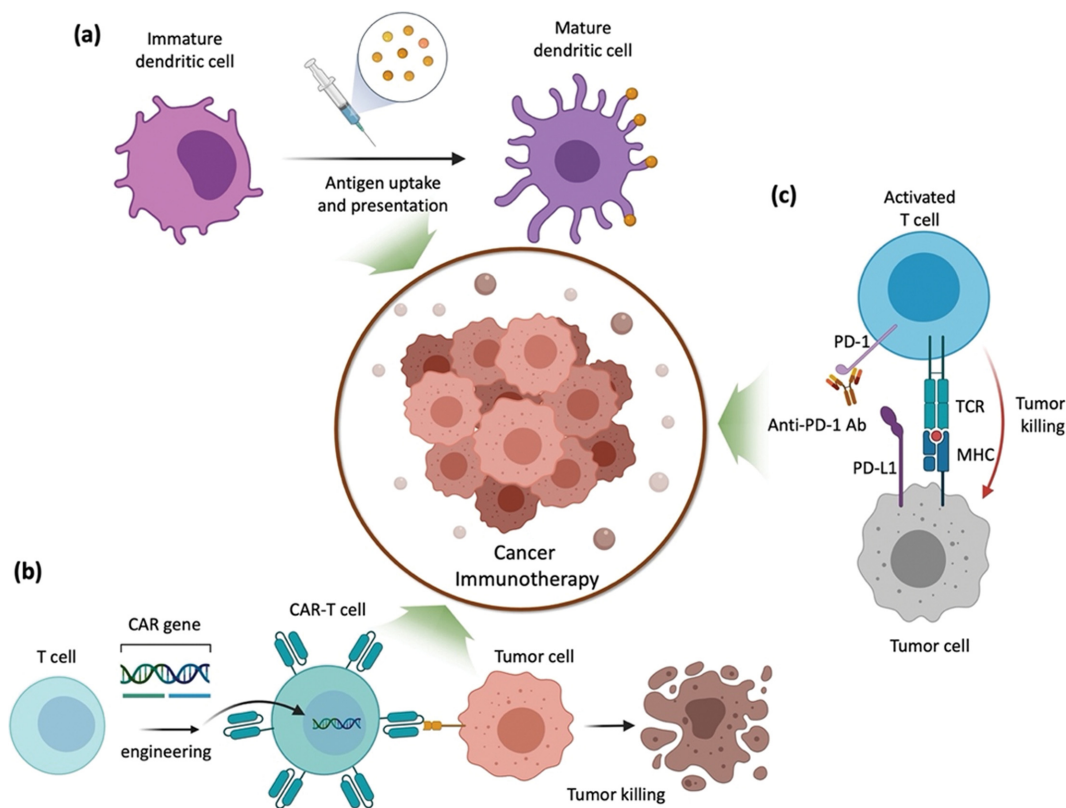 (a)
Immature
dendritic cell
Mature
dendritic cell
Antigen uptake
and presentation
(c)
Activated
T cell
PD-1
Anti-PD-1 Ab
TCR
Tumor
killing
PD-L1
MHC
Tumor cell
Cancer
Immunotherapy
(b)
T cell
CAR gene
engineering
CAR-T cell
Tumor cell
Tumor killing